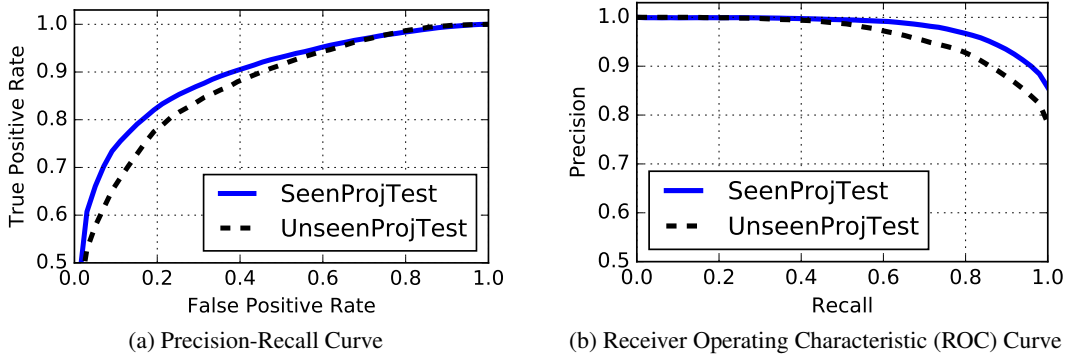 True Positive Rate
1.0
0.9
0.8
0.7
0.6
0.5
0.0 0.2 0.4 0.6 0.8 1.0
False Positive Rate
SeenProjTest
UnseenProjTest
(a) Precision-Recall Curve
Precision
1.0
0.9
0.8
0.7
0.6
0.5
0.0 0.2 0.4 0.6 0.8 1.0
Recall
SeenProjTest
UnseenProjTest
(b) Receiver Operating Characteristic (ROC) Curve